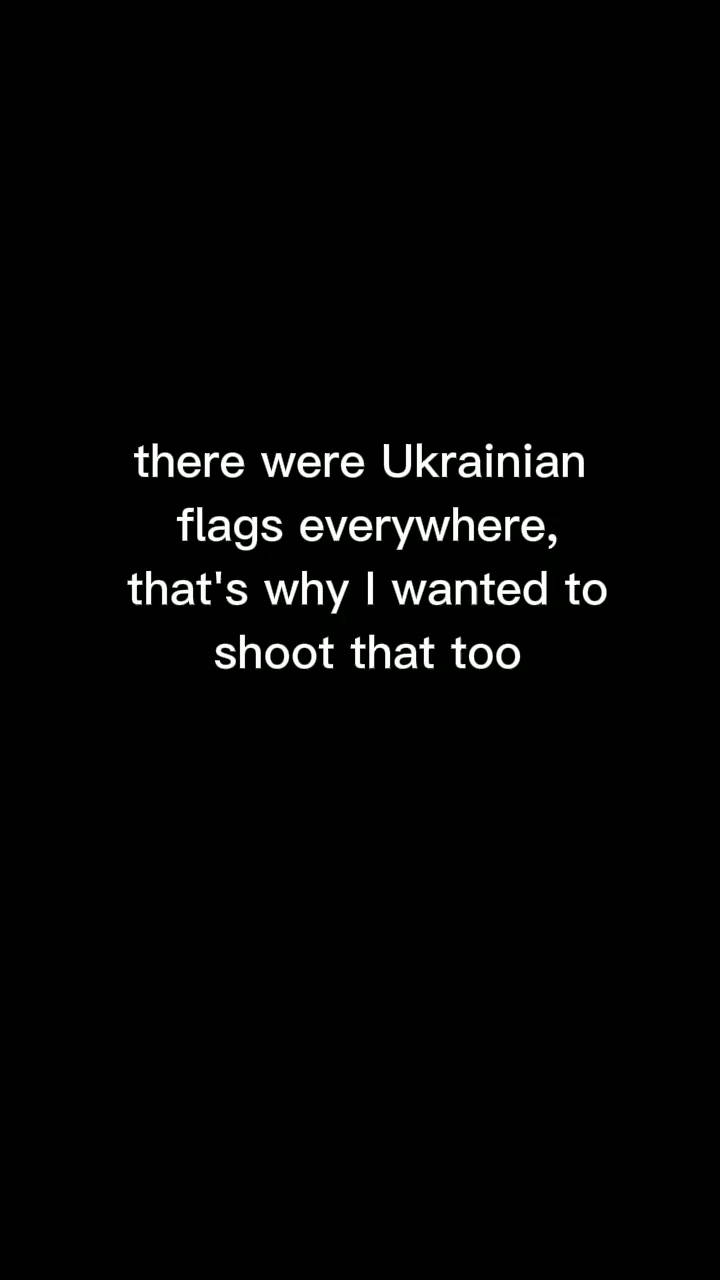 there were Ukrainian
flags everywhere,
that's why I wanted to
shoot that too